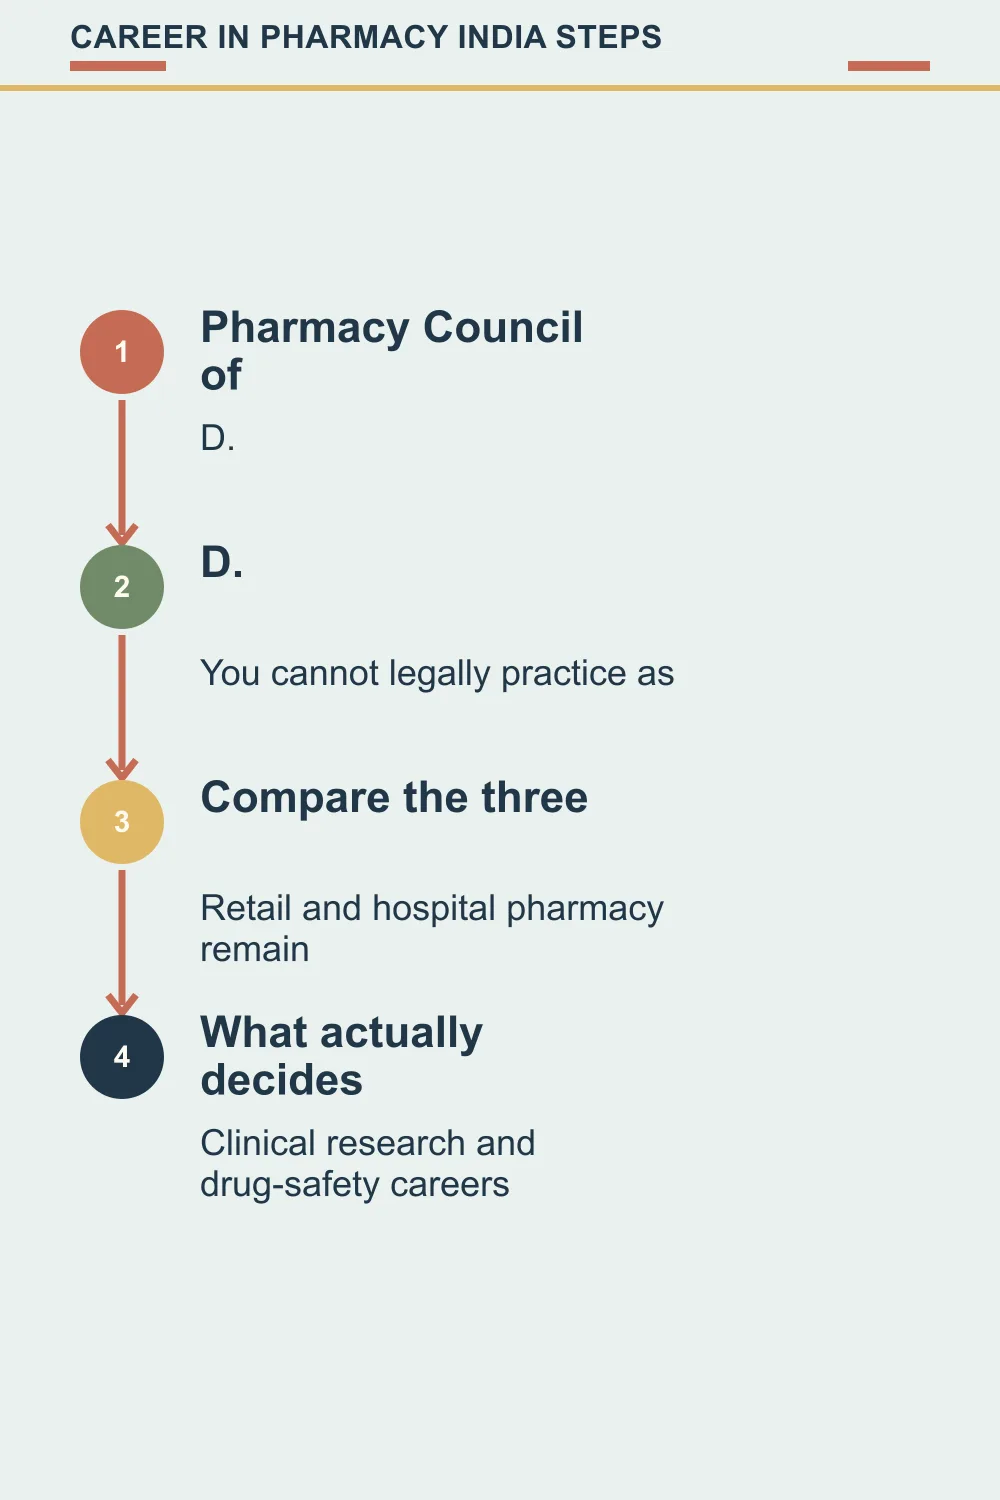 CAREER IN PHARMACY INDIA STEPS
1
Pharmacy Council
of
D.
2
D.
You cannot legally practice as
3
Compare the three
Retail and hospital pharmacy
remain
4
What actually
decides
Clinical research and
drug-safety careers